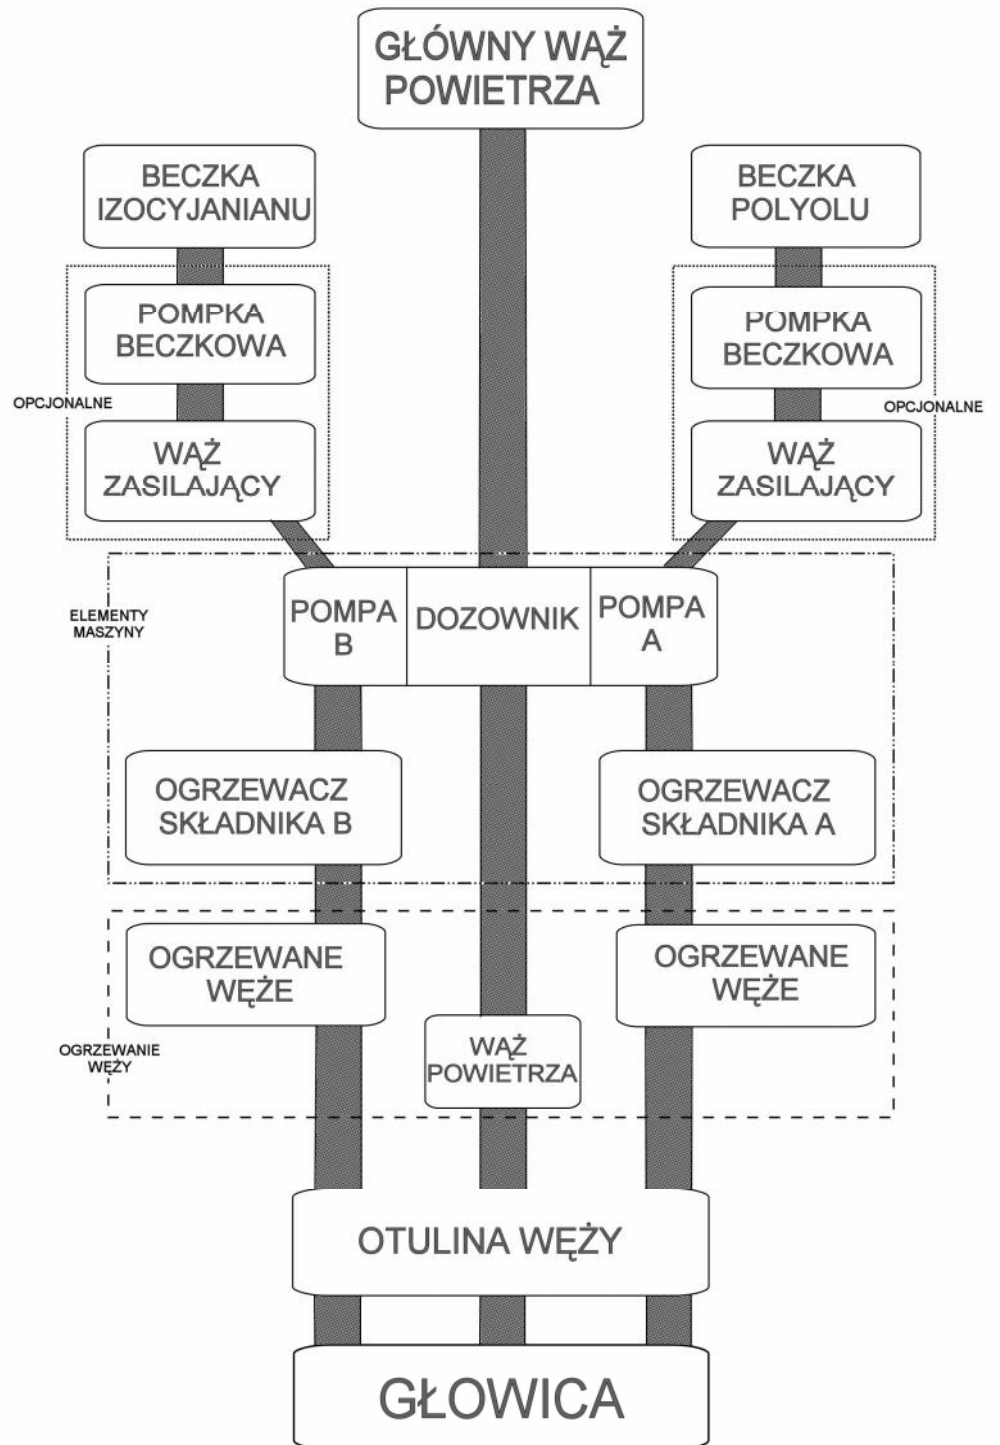 GŁÓWNY WĄŻ
POWIETRZA
BECZKA
IZOCYJANIANU
BECZKA
POLYOLU
POMPKA
BECZKOWA
POMPKA
BECZKOWA
OPCJONALNE
OPCJONALNE
WĄŻ
ZASILAJĄCY
WĄŻ
ZASILAJĄCY
ELEMENTY
MASZYNY
POMPA
B
DOZOWNIK
POMPA
A
OGRZEWACZ
SKŁADNIKA B
OGRZEWACZ
SKŁADNIKA A
OGRZEWANE
WĘŻE
OGRZEWANE
WĘŻE
OGRZEWANIE
WĘŻY
WĄŻ
POWIETRZA
OTULINA WĘŻY
GŁOWICA